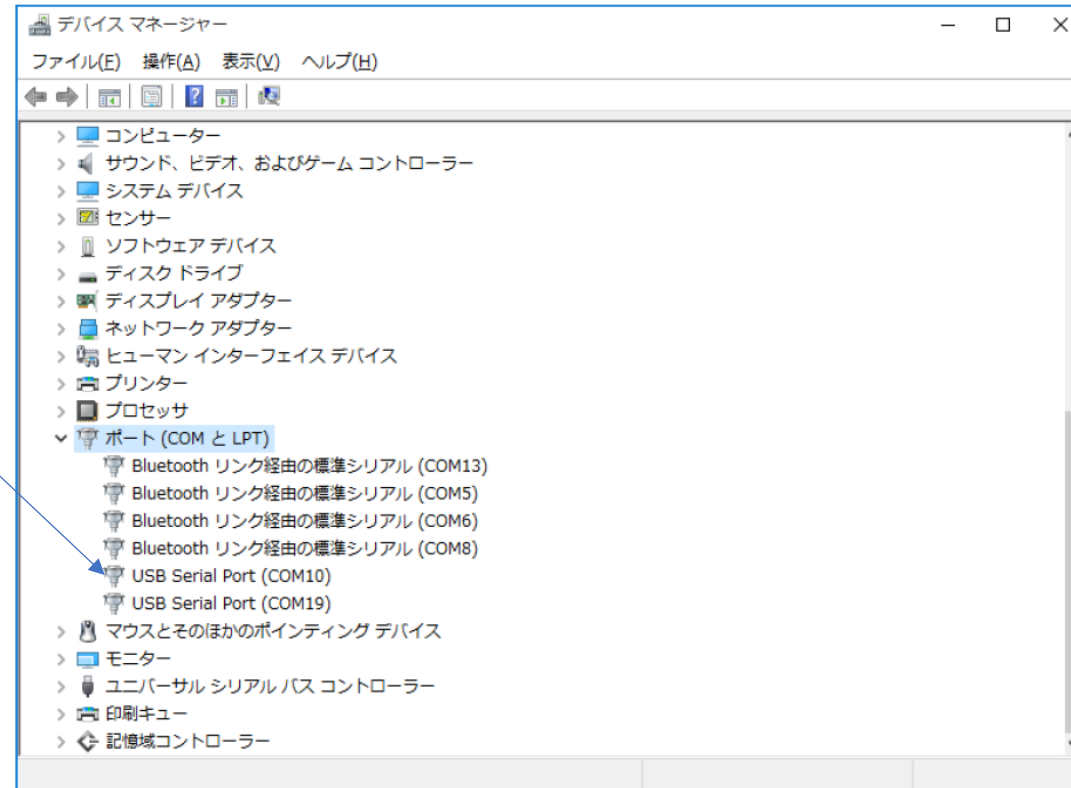 デバイス マネージャー
ファイル(F) 操作(A) 表示(V) ヘルプ(H)
コンピューター
サウンド、ビデオ、およびゲーム コントローラー
システム デバイス
センサー
ソフトウェア デバイス
ディスク ドライブ
ディスプレイ アダプター
ネットワーク アダプター
ヒューマン インターフェイス デバイス
プリンター
プロセッサ
ポート (COM と LPT)
Bluetooth リンク経由の標準シリアル (COM13)
Bluetooth リンク経由の標準シリアル (COM5)
Bluetooth リンク経由の標準シリアル (COM6)
Bluetooth リンク経由の標準シリアル (COM8)
USB Serial Port (COM10)
USB Serial Port (COM19)
マウスとそのほかのポインティング デバイス
モニター
ユニバーサル シリアル バス コントローラー
印刷キュー
記憶域コントローラー